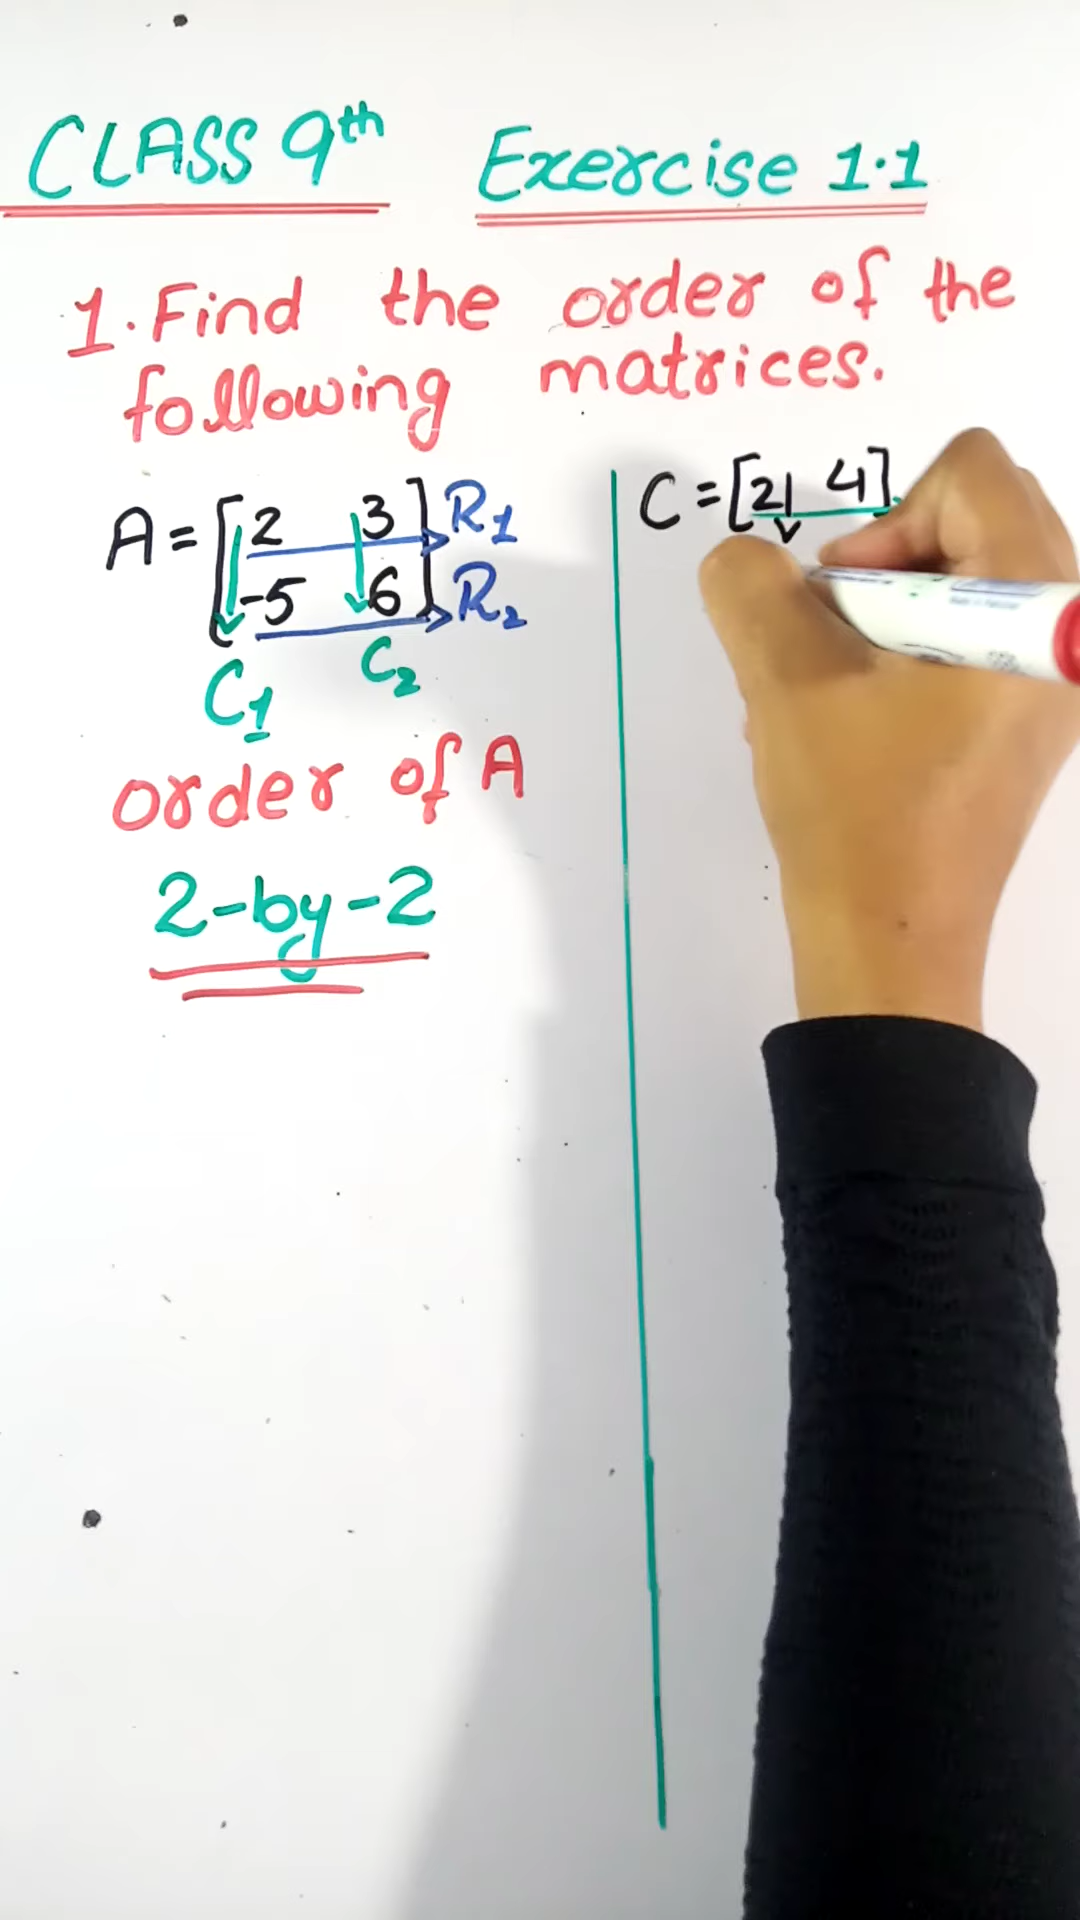 CLASS 9th Exercise 1.1
1. Find the order of the
following matrices.
A = [2 3] R1
[-5 6] R2
C1 C2
order of A
2-by-2
C = [2 4]